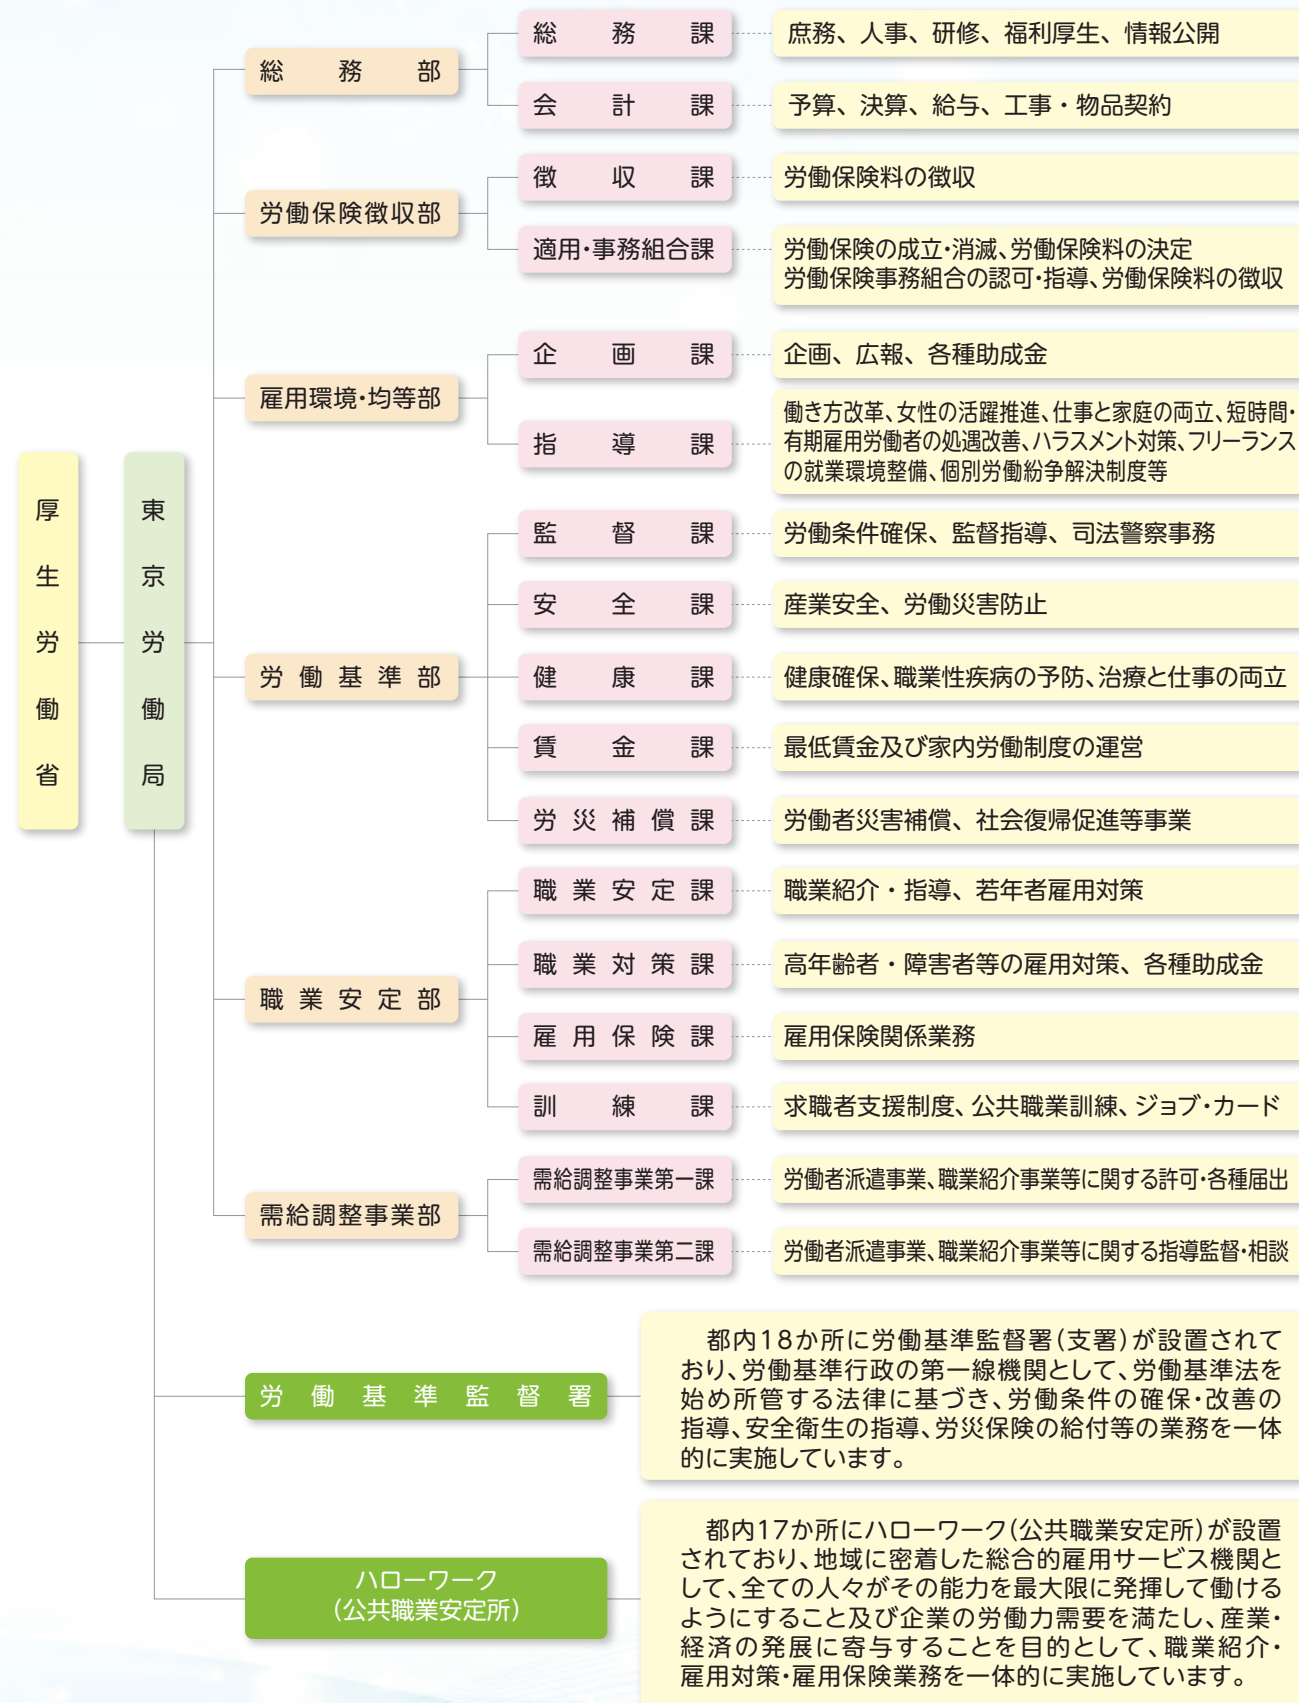 厚生労働省
東京労働局
総務部
総務課
庶務、人事、研修、福利厚生、情報公開
会計課
予算、決算、給与、工事・物品契約
労働保険徴収部
徴収課
労働保険料の徴収
適用・事務組合課
労働保険の成立・消滅、労働保険料の決定
労働保険事務組合の認可・指導、労働保険料の徴収
雇用環境・均等部
企画課
企画、広報、各種助成金
指導課
働き方改革、女性の活躍推進、仕事と家庭の両立、短時間・
有期雇用労働者の処遇改善、ハラスメント対策、フリーランス
の就業環境整備、個別労働紛争解決制度等
労働基準部
監督課
労働条件確保、監督指導、司法警察事務
安全課
産業安全、労働災害防止
健康課
健康確保、職業性疾病の予防、治療と仕事の両立
賃金課
最低賃金及び家内労働制度の運営
労災補償課
労働者災害補償、社会復帰促進等事業
職業安定部
職業安定課
職業紹介・指導、若年者雇用対策
職業対策課
高年齢者・障害者等の雇用対策、各種助成金
雇用保険課
雇用保険関係業務
訓練課
求職者支援制度、公共職業訓練、ジョブ・カード
需給調整事業部
需給調整事業第一課
労働者派遣事業、職業紹介事業等に関する許可・各種届出
需給調整事業第二課
労働者派遣事業、職業紹介事業等に関する指導監督・相談
労働基準監督署
都内18か所に労働基準監督署(支署)が設置されて
おり、労働基準行政の第一線機関として、労働基準法を
始め所管する法律に基づき、労働条件の確保・改善の
指導、安全衛生の指導、労災保険の給付等の業務を一体
的に実施しています。
ハローワーク
(公共職業安定所)
都内17か所にハローワーク(公共職業安定所)が設置
されており、地域に密着した総合的雇用サービス機関と
して、全ての人々がその能力を最大限に発揮して働ける
ようにすること及び企業の労働力需要を満たし、産業・
経済の発展に寄与することを目的として、職業紹介・
雇用対策・雇用保険業務を一体的に実施しています。